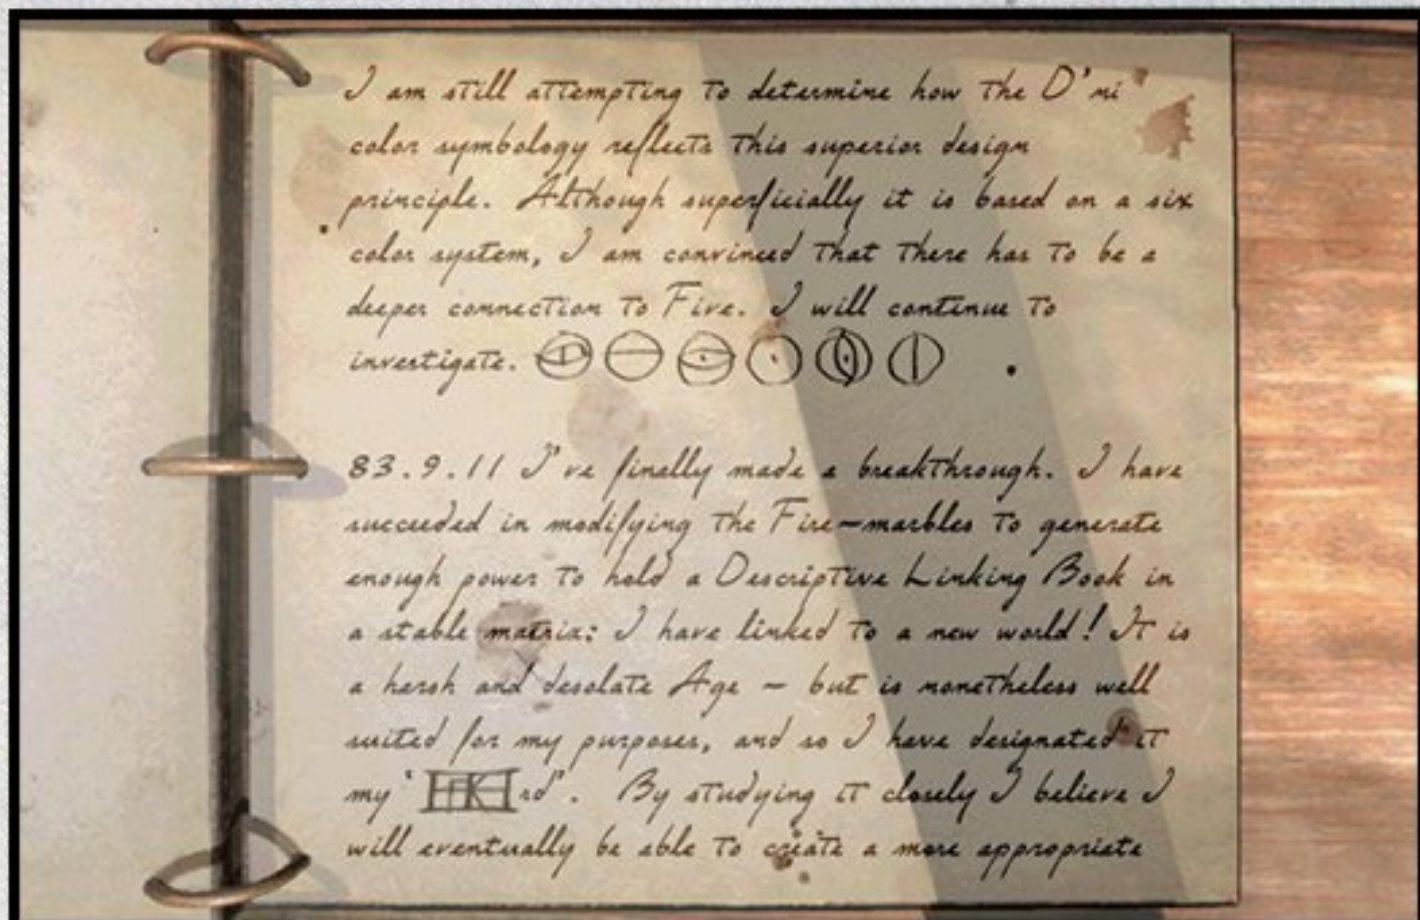 I am still attempting to determine how the D'ni
color symbology reflects this superior design
principle. Although superficially it is based on a six
color system, I am convinced that there has to be a
deeper connection to Five. I will continue to
investigate.
83.9.11 I've finally made a breakthrough. I have
succeeded in modifying the Fire-marbles to generate
enough power to hold a Descriptive Linking Book in
a stable matrix: I have linked to a new world! It is
a harsh and desolate Age - but is nonetheless well
suited for my purposes, and so I have designated it
my " rd". By studying it closely I believe I
will eventually be able to create a more appropriate